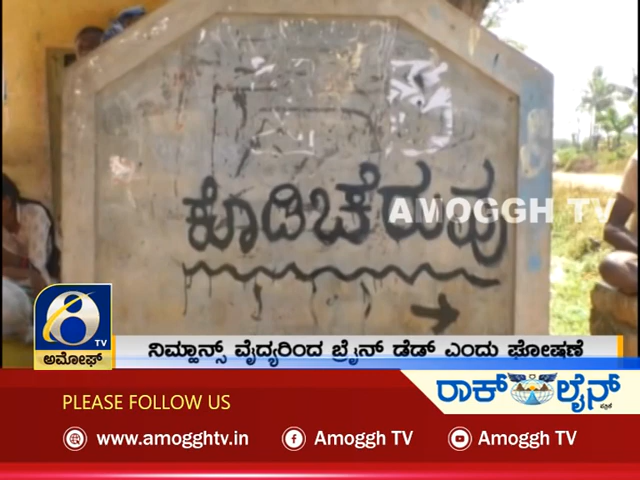 ಕೊಡಿಚೆರುವು
AMOGGH TV
TV
ಅಮೋಘ್
ನಿಮ್ಹಾನ್ಸ್ ವೈದ್ಯರಿಂದ ಬ್ರೈನ್ ಡೆಡ್ ಎಂದು ಘೋಷಣೆ
ರಾಕ್ ಲೈನ್
PLEASE FOLLOW US
www.amogghtv.in
Amoggh TV
Amoggh TV